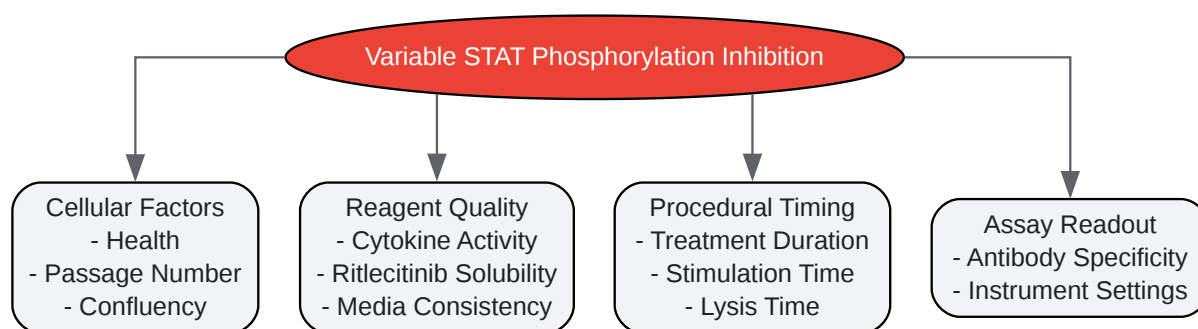 Variable STAT Phosphorylation Inhibition
Cellular Factors
- Health
- Passage Number
- Confluency
Reagent Quality
- Cytokine Activity
- Ritlecitinib Solubility
- Media Consistency
Procedural Timing
- Treatment Duration
- Stimulation Time
- Lysis Time
Assay Readout
- Antibody Specificity
- Instrument Settings